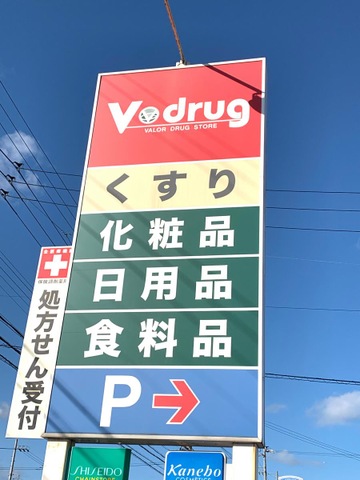 V drug
VALOR DRUG STORE
くすり
化粧品
日用品
食料品
P→
処方せん受付
SHISEIDO
CHAINSTORE
Kanebo
COSMETICS